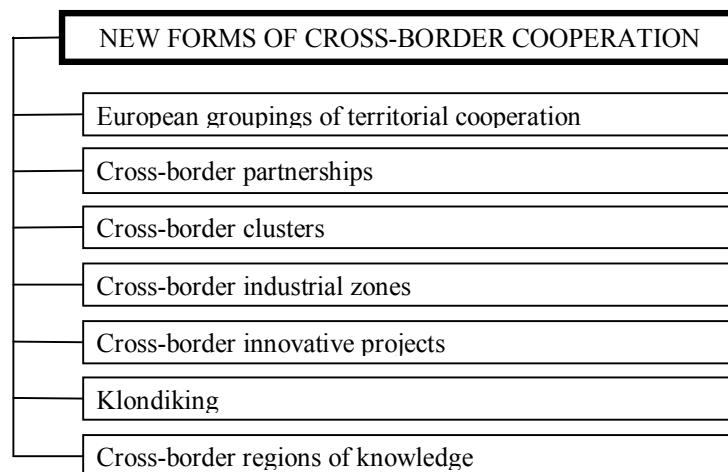 NEW FORMS OF CROSS-BORDER COOPERATION
European groupings of territorial cooperation
Cross-border partnerships
Cross-border clusters
Cross-border industrial zones
Cross-border innovative projects
Klondiking
Cross-border regions of knowledge